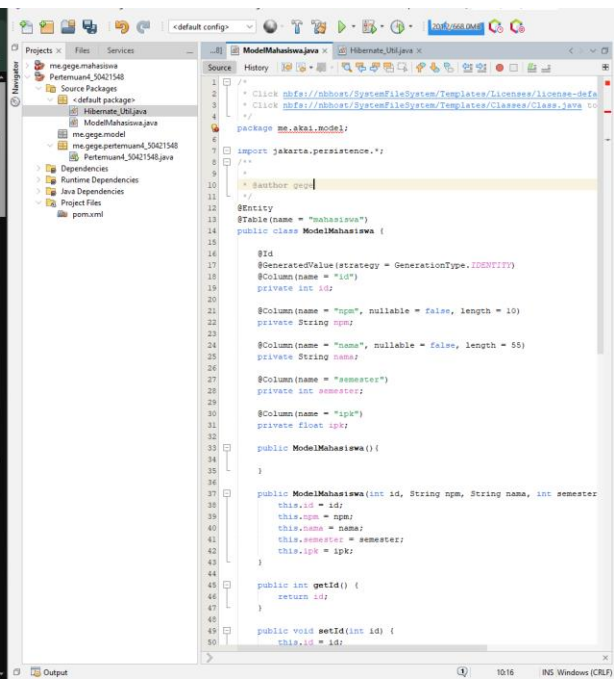 <default config>
Projects × Files Services
...ll] ModelMahasiswa.java × Hibernate_Util.java ×
Navigator
me.gege.mahasiswa
Pertemuan4_50421548
Source Packages
<default package>
Hibernate_Util.java
ModelMahasiswa.java
me.gege.model
me.gege.pertemuan4_50421548
Pertemuan4_50421548.java
Dependencies
Runtime Dependencies
Java Dependencies
Project Files
pom.xml
Source History
1 /*
2 * Click nbfs://nbhost/SystemFileSystem/Templates/Licenses/license-defa
3 * Click nbfs://nbhost/SystemFileSystem/Templates/Classes/Class.java to
4 */
package me.akai.model;
6
7 import jakarta.persistence.*;
8 /**
9 *
10 * @author gege
11 */
12 @Entity
13 @Table(name = "mahasiswa")
14 public class ModelMahasiswa {
15
16 @Id
17 @GeneratedValue(strategy = GenerationType.IDENTITY)
18 @Column(name = "id")
19 private int id;
20
21 @Column(name = "npm", nullable = false, length = 10)
22 private String npm;
23
24 @Column(name = "nama", nullable = false, length = 55)
25 private String nama;
26
27 @Column(name = "semester")
28 private int semester;
29
30 @Column(name = "ipk")
31 private float ipk;
32
33 public ModelMahasiswa(){
34
35 }
36
37 public ModelMahasiswa(int id, String npm, String nama, int semester
38 this.id = id;
39 this.npm = npm;
40 this.nama = nama;
41 this.semester = semester;
42 this.ipk = ipk;
43 }
44
45 public int getId() {
46 return id;
47 }
48
49 public void setId(int id) {
50 this.id = id;
Output
10:16 INS Windows (CRLF)